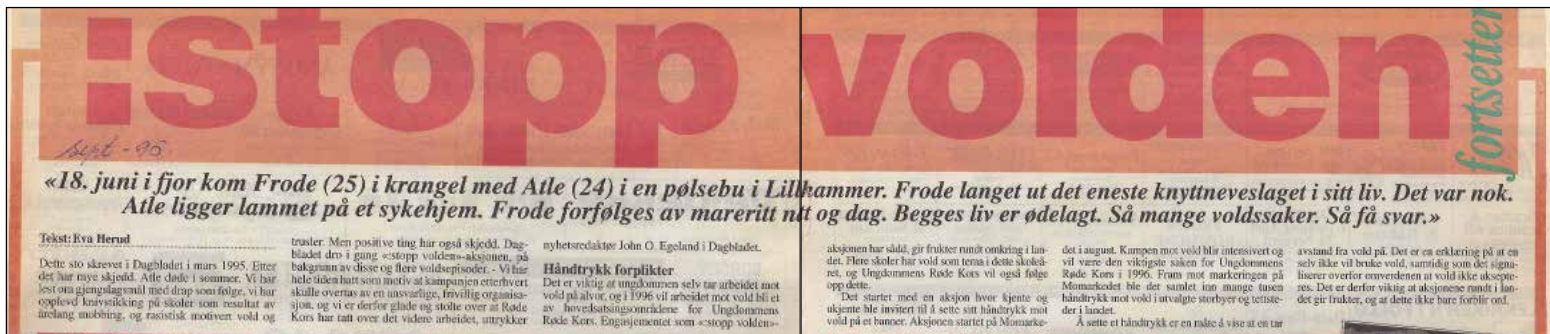 :stopp volden
fortsetter
sept - 95
«18. juni i fjor kom Frode (25) i krangel med Atle (24) i en pølsebu i Lillehammer. Frode langet ut det eneste knyttneveslaget i sitt liv. Det var nok.
Atle ligger lammet på et sykehjem. Frode forfølges av mareritt natt og dag. Begges liv er ødelagt. Så mange voldssaker. Så få svar.»
Tekst: Eva Herud
Dette sto skrevet i Dagbladet i mars 1995. Etter
det har mye skjedd. Atle døde i sommer. Vi har
lest om gjengslagsmål med drap som følge, vi har
opplevd knivstikking på skoler som resultat av
årelang mobbing, og rasistisk motivert vold og
trusler. Men positive ting har også skjedd. Dag-
bladet dro i gang «:stopp volden»-aksjonen, på
bakgrunn av disse og flere voldsepisoder. - Vi har
hele tiden hatt som motiv at kampanjen etterhvert
skulle overtas av en ansvarlige, frivillig organisa-
sjon, og vi er derfor glade og stolte over at Røde
Kors har tatt over det videre arbeidet, uttrykker
nyhetsredaktør John O. Egeland i Dagbladet.
Håndtrykk forplikter
Det er viktig at ungdommen selv tar arbeidet mot
vold på alvor, og i 1996 vil arbeidet mot vold bli et
av hovedsatsingsområdene for Ungdommens
Røde Kors. Engasjementet som «:stopp volden»-
aksjonen har sådd, gir frukter rundt omkring i lan-
det. Flere skoler har vold som tema i dette skoleå-
ret, og Ungdommens Røde Kors vil også følge
opp dette.
Det startet med en aksjon hvor kjente og
ukjente ble invitert til å sette sitt håndtrykk mot
vold på et banner. Aksjonen startet på Momarke-
det i august. Kampen mot vold blir intensivert og
vil være den viktigste saken for Ungdommens
Røde Kors i 1996. Fram mot markeringen på
Momarkedet ble det samlet inn mange tusen
håndtrykk mot vold i utvalgte storbyer og tettste-
der i landet.
Å sette et håndtrykk er en måte å vise at en tar
avstand fra vold på. Det er en erklæring på at en
selv ikke vil bruke vold, samtidig som det signa-
liserer overfor omverdenen at vold ikke aksepte-
res. Det er derfor viktig at aksjonene rundt i lan-
det gir frukter, og at dette ikke bare forblir ord.